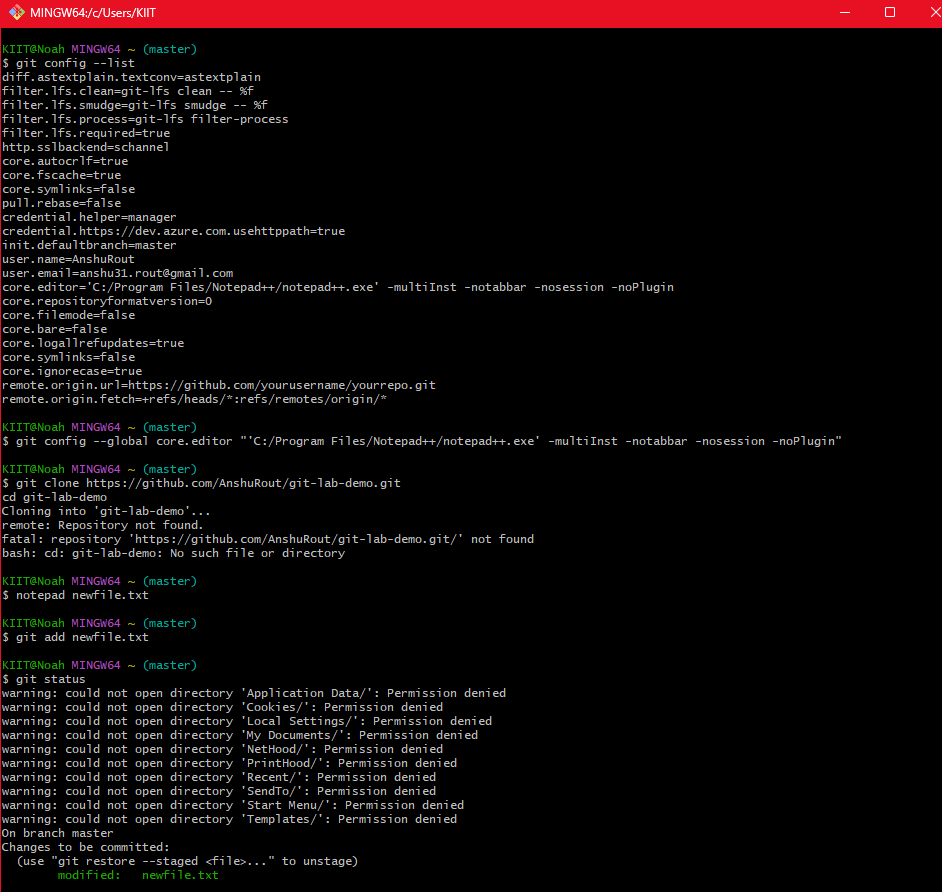 MINGW64:/c/Users/KIIT
KIIT@Noah MINGW64 ~ (master)
$ git config --list
diff.astextplain.textconv=astextplain
filter.lfs.clean=git-lfs clean -- %f
filter.lfs.smudge=git-lfs smudge -- %f
filter.lfs.process=git-lfs filter-process
filter.lfs.required=true
http.sslbackend=schannel
core.autocrlf=true
core.fscache=true
core.symlinks=false
pull.rebase=false
credential.helper=manager
credential.https://dev.azure.com.usehttppath=true
init.defaultbranch=master
user.name=AnshuRout
user.email=anshu31.rout@gmail.com
core.editor='C:/Program Files/Notepad++/notepad++.exe' -multiInst -notabbar -nosession -noPlugin
core.repositoryformatversion=0
core.filemode=false
core.bare=false
core.logallrefupdates=true
core.symlinks=false
core.ignorecase=true
remote.origin.url=https://github.com/yourusername/yourrepo.git
remote.origin.fetch=+refs/heads/*:refs/remotes/origin/*
KIIT@Noah MINGW64 ~ (master)
$ git config --global core.editor "'C:/Program Files/Notepad++/notepad++.exe' -multiInst -notabbar -nosession -noPlugin"
KIIT@Noah MINGW64 ~ (master)
$ git clone https://github.com/AnshuRout/git-lab-demo.git
cd git-lab-demo
Cloning into 'git-lab-demo'...
remote: Repository not found.
fatal: repository 'https://github.com/AnshuRout/git-lab-demo.git/' not found
bash: cd: git-lab-demo: No such file or directory
KIIT@Noah MINGW64 ~ (master)
$ notepad newfile.txt
KIIT@Noah MINGW64 ~ (master)
$ git add newfile.txt
KIIT@Noah MINGW64 ~ (master)
$ git status
warning: could not open directory 'Application Data/': Permission denied
warning: could not open directory 'Cookies/': Permission denied
warning: could not open directory 'Local Settings/': Permission denied
warning: could not open directory 'My Documents/': Permission denied
warning: could not open directory 'NetHood/': Permission denied
warning: could not open directory 'PrintHood/': Permission denied
warning: could not open directory 'Recent/': Permission denied
warning: could not open directory 'SendTo/': Permission denied
warning: could not open directory 'Start Menu/': Permission denied
warning: could not open directory 'Templates/': Permission denied
On branch master
Changes to be committed:
(use "git restore --staged <file>..." to unstage)
modified: newfile.txt